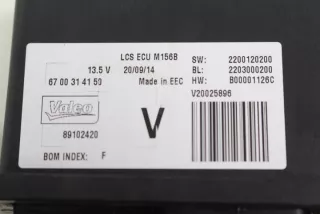 LCS ECU M156B
SW: 2200120200
13.5 V 20/09/14
BL: 2203000200
67 00 31 41 50
Made in EEC
HW: B00001126C
V20025896
Valeo
V
89102420
BOM INDEX: F